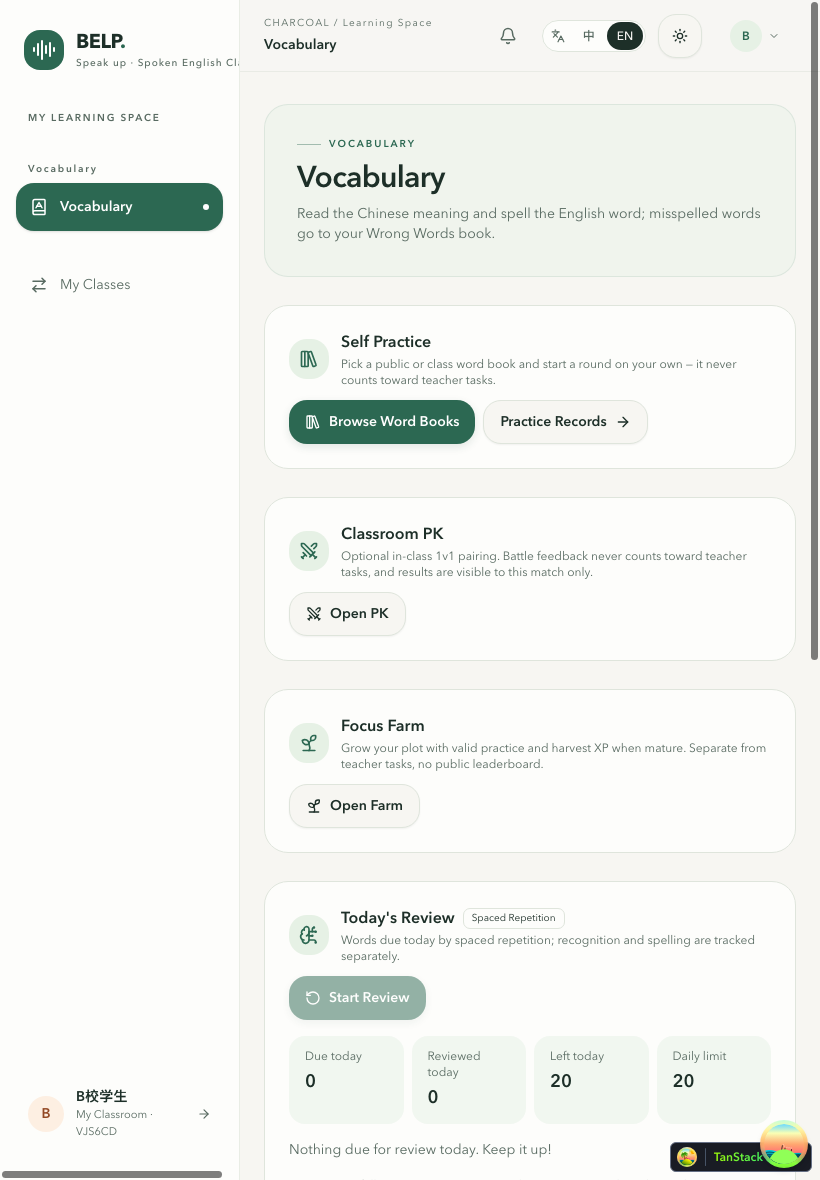 BELP.
Speak up · Spoken English Cl
MY LEARNING SPACE
Vocabulary
Vocabulary
My Classes
B
B校学生
My Classroom ·
VJS6CD
CHARCOAL / Learning Space
Vocabulary
中
EN
B
VOCABULARY
Vocabulary
Read the Chinese meaning and spell the English word; misspelled words
go to your Wrong Words book.
Self Practice
Pick a public or class word book and start a round on your own — it never
counts toward teacher tasks.
Browse Word Books
Practice Records
Classroom PK
Optional in-class 1v1 pairing. Battle feedback never counts toward teacher
tasks, and results are visible to this match only.
Open PK
Focus Farm
Grow your plot with valid practice and harvest XP when mature. Separate from
teacher tasks, no public leaderboard.
Open Farm
Today's Review
Spaced Repetition
Words due today by spaced repetition; recognition and spelling are tracked
separately.
Start Review
Due today
0
Reviewed
today
0
Left today
20
Daily limit
20
Nothing due for review today. Keep it up!
TanStack